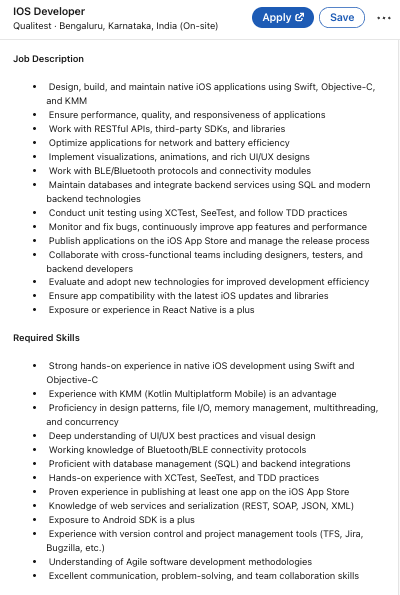 IOS Developer
Qualitest · Bengaluru, Karnataka, India (On-site)
Apply
Save
Job Description
• Design, build, and maintain native iOS applications using Swift, Objective-C,
and KMM
• Ensure performance, quality, and responsiveness of applications
• Work with RESTful APIs, third-party SDKs, and libraries
• Optimize applications for network and battery efficiency
• Implement visualizations, animations, and rich UI/UX designs
• Work with BLE/Bluetooth protocols and connectivity modules
• Maintain databases and integrate backend services using SQL and modern
backend technologies
• Conduct unit testing using XCTest, SeeTest, and follow TDD practices
• Monitor and fix bugs, continuously improve app features and performance
• Publish applications on the iOS App Store and manage the release process
• Collaborate with cross-functional teams including designers, testers, and
backend developers
• Evaluate and adopt new technologies for improved development efficiency
• Ensure app compatibility with the latest iOS updates and libraries
• Exposure or experience in React Native is a plus
Required Skills
• Strong hands-on experience in native iOS development using Swift and
Objective-C
• Experience with KMM (Kotlin Multiplatform Mobile) is an advantage
• Proficiency in design patterns, file I/O, memory management, multithreading,
and concurrency
• Deep understanding of UI/UX best practices and visual design
• Working knowledge of Bluetooth/BLE connectivity protocols
• Proficient with database management (SQL) and backend integrations
• Hands-on experience with XCTest, SeeTest, and TDD practices
• Proven experience in publishing at least one app on the iOS App Store
• Knowledge of web services and serialization (REST, SOAP, JSON, XML)
• Exposure to Android SDK is a plus
• Experience with version control and project management tools (TFS, Jira,
Bugzilla, etc.)
• Understanding of Agile software development methodologies
• Excellent communication, problem-solving, and team collaboration skills